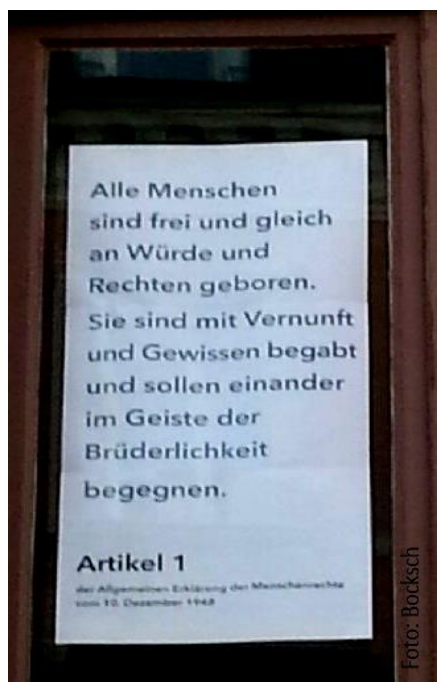 Alle Menschen
sind frei und gleich
an Würde und
Rechten geboren.
Sie sind mit Vernunft
und Gewissen begabt
und sollen einander
im Geiste der
Brüderlichkeit
begegnen.
Artikel 1
der Allgemeinen Erklärung der Menschenrechte
vom 10. Dezember 1948
Foto: Bocksch